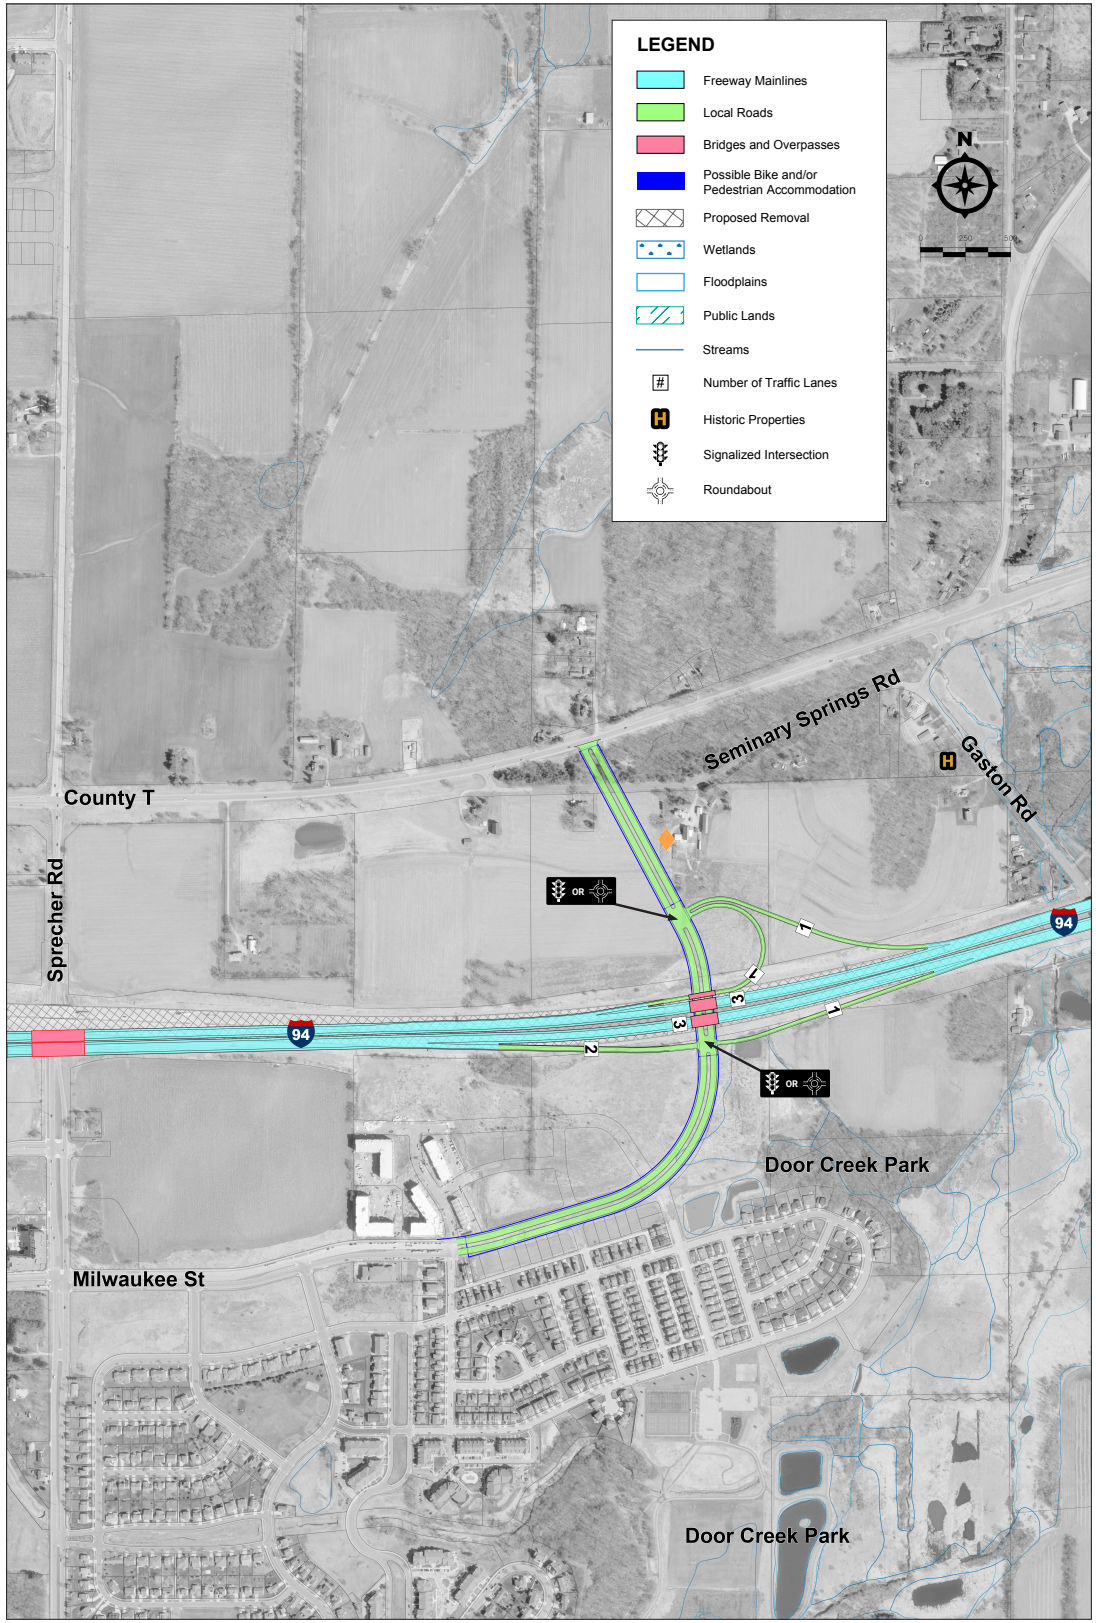 LEGEND
Freeway Mainlines
Local Roads
Bridges and Overpasses
Possible Bike and/or
Pedestrian Accommodation
Proposed Removal
Wetlands
Floodplains
Public Lands
Streams
# Number of Traffic Lanes
H Historic Properties
Signalized Intersection
Roundabout
N
0 250 500
Seminary Springs Rd
Gaston Rd
H
County T
Sprecher Rd
OR
1
94
1
3
3
1
94
2
OR
Door Creek Park
Milwaukee St
Door Creek Park